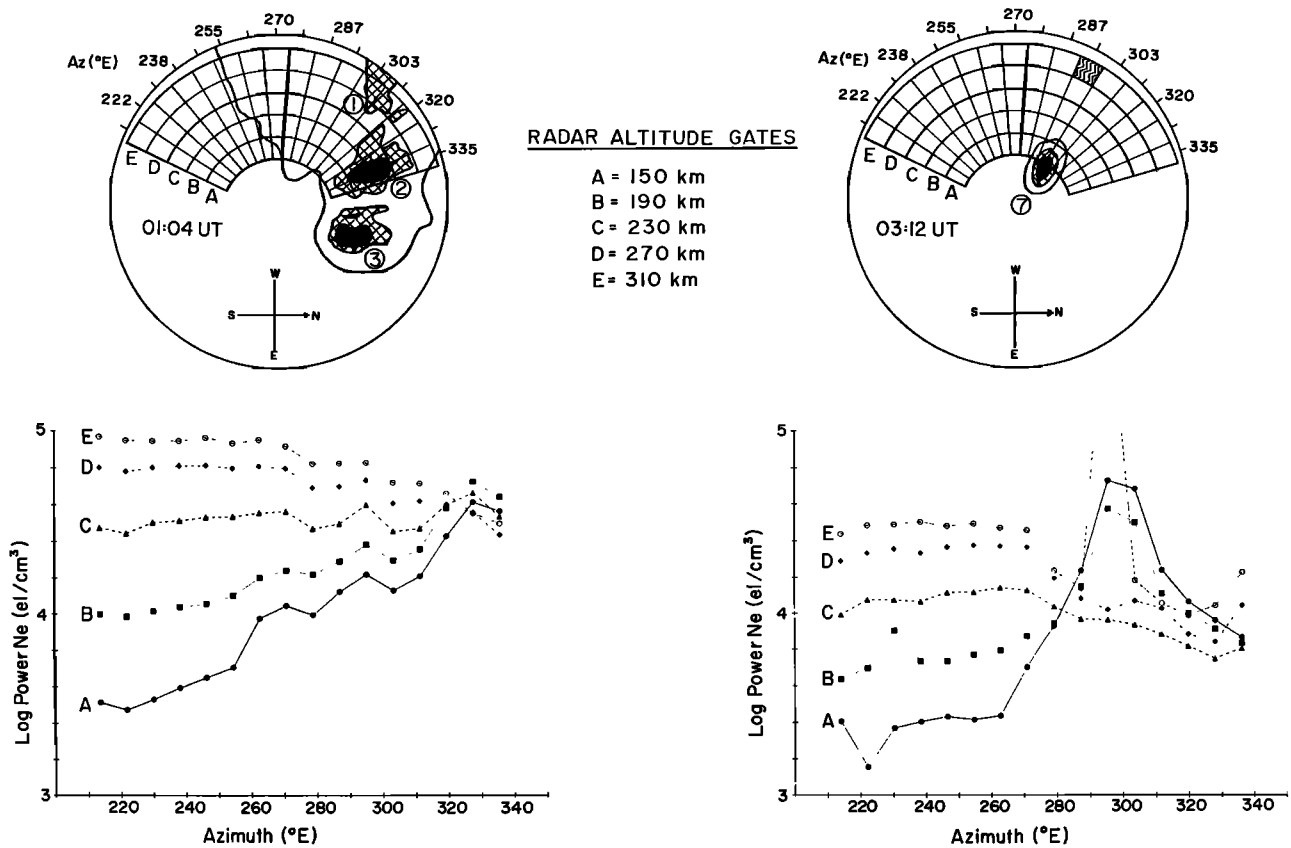 270
255
287
238
303
Az (°E)
222
320
335
E D C B A
①
②
③
01:04 UT
W
S
N
E
RADAR ALTITUDE GATES
A = 150 km
B = 190 km
C = 230 km
D = 270 km
E = 310 km
270
255
287
238
303
Az (°E)
222
320
335
E D C B A
⑦
03:12 UT
W
S
N
E
5
4
3
Log Power Ne (el/cm³)
E
D
C
B
A
220 240 260 280 300 320 340
Azimuth (°E)
5
4
3
Log Power Ne (el/cm³)
E
D
C
B
A
220 240 260 280 300 320 340
Azimuth (°E)